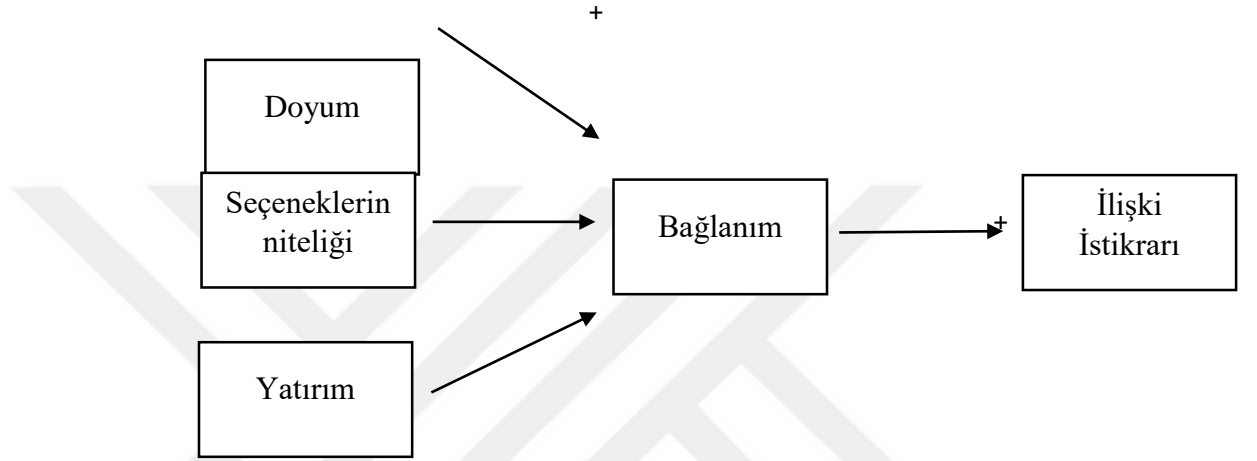 +
Doyum
Seçeneklerin
niteliği
Bağlanım
+
İlişki
İstikrarı
Yatırım